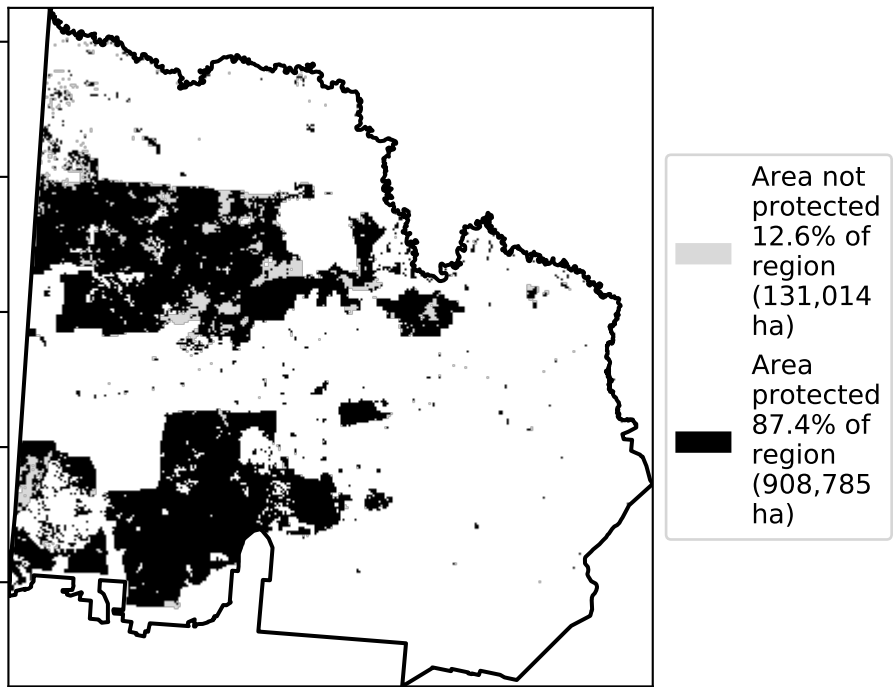 Area not
protected
12.6% of
region
(131,014
ha)
Area
protected
87.4% of
region
(908,785
ha)